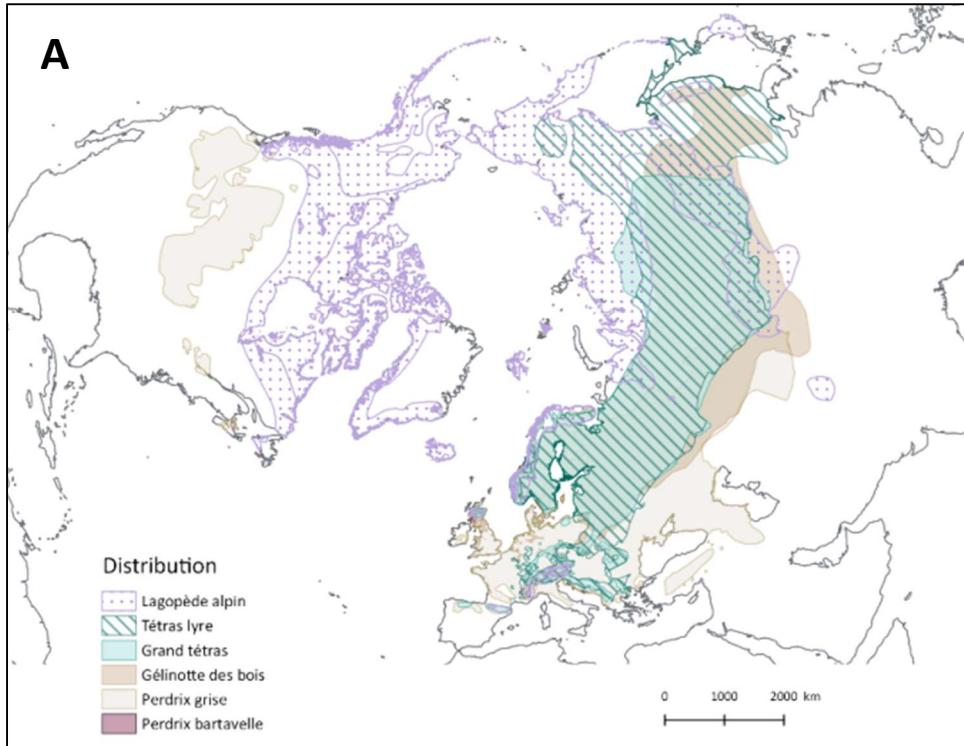 A
Distribution
Lagopède alpin
Tétras lyre
Grand tétras
Gélinotte des bois
Perdrix grise
Perdrix bartavelle
0 1000 2000 km